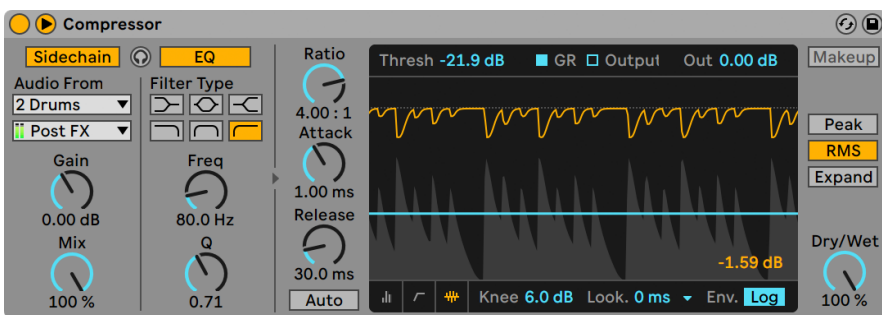 Compressor
Sidechain EQ
Audio From
2 Drums
Post FX
Gain
0.00 dB
Mix
100 %
Filter Type
Freq
80.0 Hz
Q
0.71
Ratio
4.00 : 1
Attack
1.00 ms
Release
30.0 ms
Auto
Thresh -21.9 dB GR Output Out 0.00 dB
-1.59 dB
Knee 6.0 dB Look. 0 ms Env. Log
Makeup
Peak
RMS
Expand
Dry/Wet
100 %